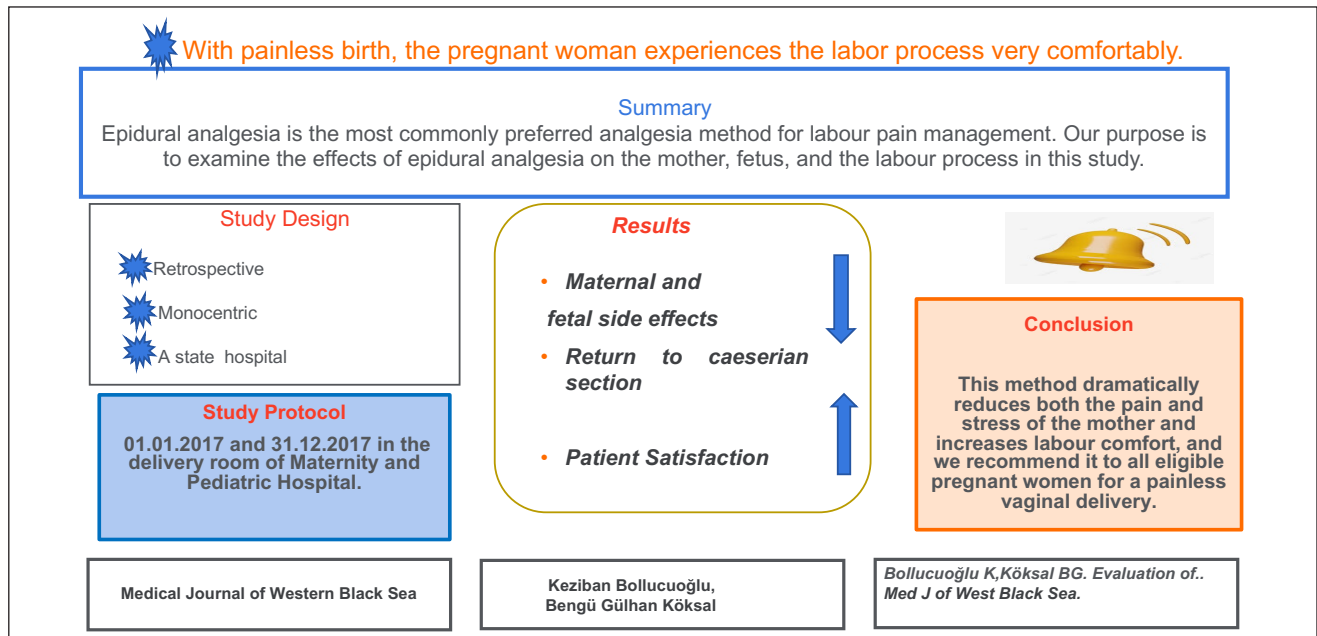 With painless birth, the pregnant woman experiences the labor process very comfortably.
Summary
Epidural analgesia is the most commonly preferred analgesia method for labour pain management. Our purpose is
to examine the effects of epidural analgesia on the mother, fetus, and the labour process in this study.
Study Design
Retrospective
Monocentric
A state hospital
Study Protocol
01.01.2017 and 31.12.2017 in the
delivery room of Maternity and
Pediatric Hospital.
Results
• Maternal and
fetal side effects
• Return to caeserian
section
• Patient Satisfaction
Conclusion
This method dramatically
reduces both the pain and
stress of the mother and
increases labour comfort, and
we recommend it to all eligible
pregnant women for a painless
vaginal delivery.
Medical Journal of Western Black Sea
Keziban Bollucuoğlu,
Bengü Gülhan Köksal
Bollucuoğlu K,Köksal BG. Evaluation of..
Med J of West Black Sea.